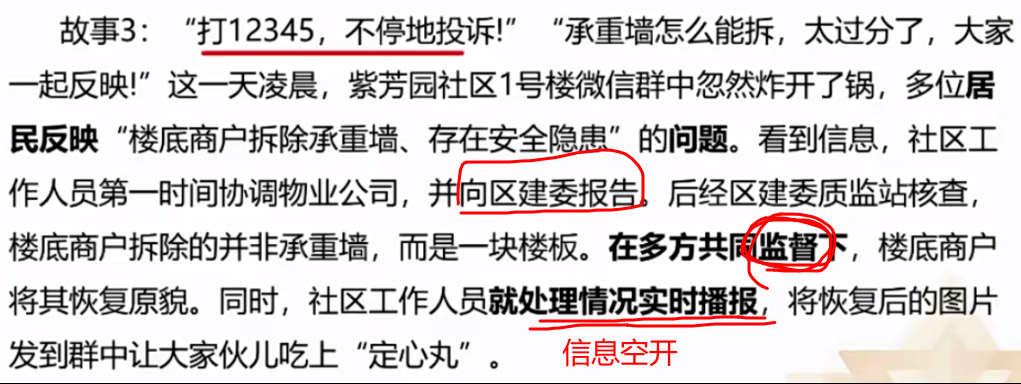 故事3：“打12345，不停地投诉!”“承重墙怎么能拆，太过分了，大家
一起反映!”这一天凌晨，紫芳园社区1号楼微信群中忽然炸开了锅，多位居
民反映“楼底商户拆除承重墙、存在安全隐患”的问题。看到信息，社区工
作人员第一时间协调物业公司，并向区建委报告。后经区建委质监站核查，
楼底商户拆除的并非承重墙，而是一块楼板。在多方共同监督下，楼底商户
将其恢复原貌。同时，社区工作人员就处理情况实时播报，将恢复后的图片
发到群中让大家伙儿吃上“定心丸”。
信息空开